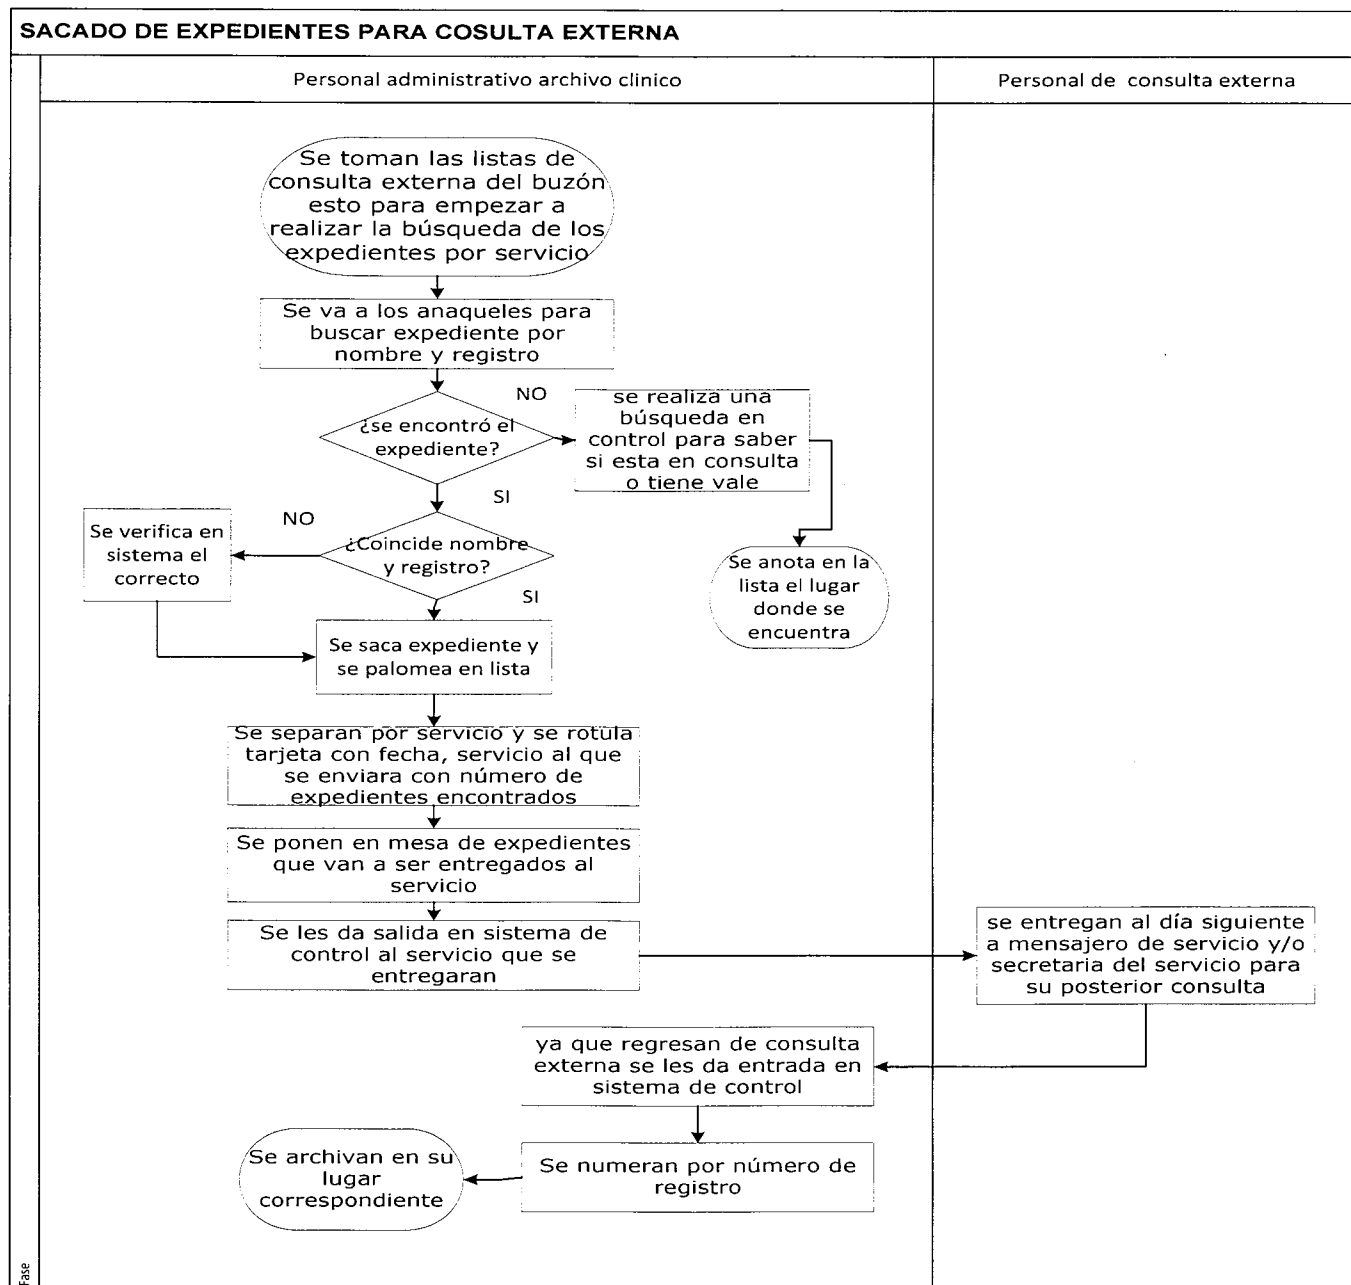 SACADO DE EXPEDIENTES PARA COSULTA EXTERNA
Personal administrativo archivo clinico
Personal de consulta externa
Se toman las listas de
consulta externa del buzón
esto para empezar a
realizar la búsqueda de los
expedientes por servicio
Se va a los anaqueles para
buscar expediente por
nombre y registro
NO
se realiza una
búsqueda en
control para saber
si esta en consulta
o tiene vale
¿se encontró el
expediente?
SI
NO
Se verifica en
sistema el
correcto
¿Coincide nombre
y registro?
SI
Se anota en la
lista el lugar
donde se
encuentra
Se saca expediente y
se palomea en lista
Se separan por servicio y se rotula
tarjeta con fecha, servicio al que
se enviara con número de
expedientes encontrados
Se ponen en mesa de expedientes
que van a ser entregados al
servicio
Se les da salida en sistema de
control al servicio que se
entregaran
se entregan al día siguiente
a mensajero de servicio y/o
secretaria del servicio para
su posterior consulta
ya que regresan de consulta
externa se les da entrada en
sistema de control
Se numeran por número de
registro
Se archivan en su
lugar
correspondiente
Fase